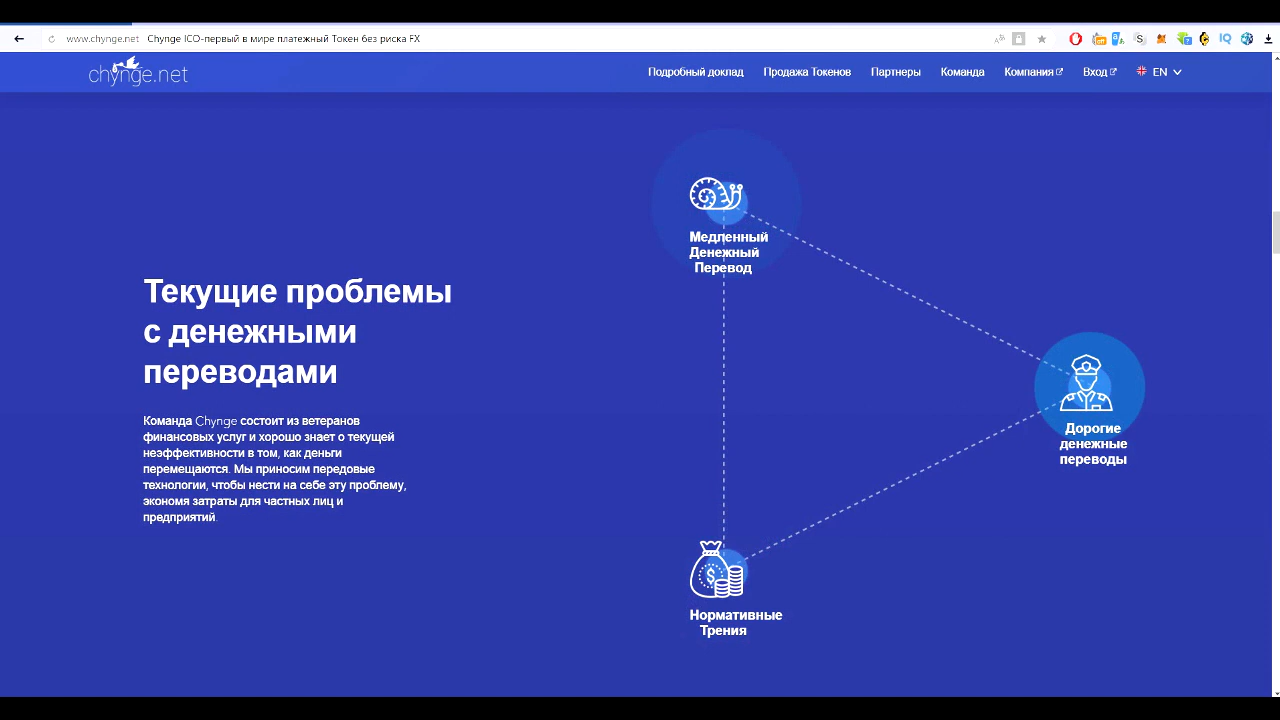 www.chynge.net Chynge ICO-первый в мире платежный Токен без риска FX
chynge.net
Подробный доклад Продажа Токенов Партнеры Команда Компания Вход EN
Медленный
Денежный
Перевод
Текущие проблемы
с денежными
переводами
Команда Chynge состоит из ветеранов
финансовых услуг и хорошо знает о текущей
неэффективности в том, как деньги
перемещаются. Мы приносим передовые
технологии, чтобы нести на себе эту проблему,
экономя затраты для частных лиц и
предприятий.
Дорогие
денежные
переводы
Нормативные
Трения